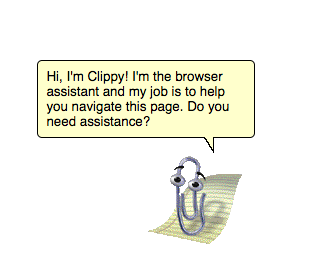 Hi, I'm Clippy! I'm the browser
assistant and my job is to help
you navigate this page. Do you
need assistance?